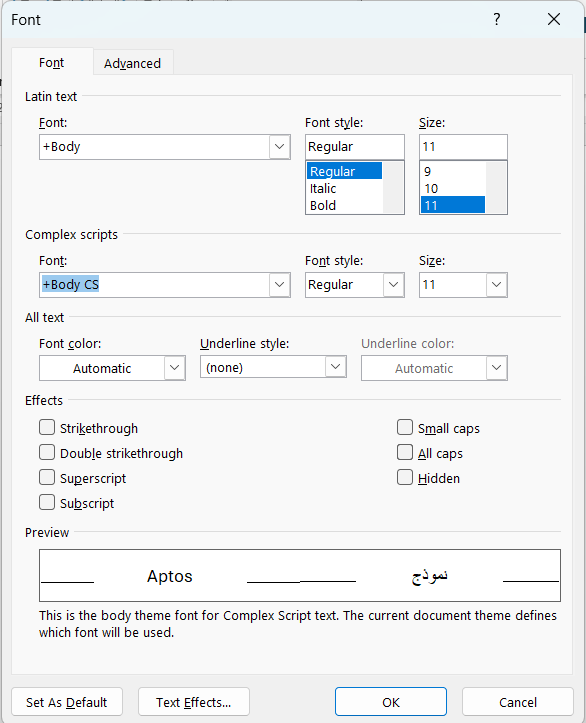 Font ?
Font Advanced
Latin text
Font: Font style: Size:
+Body Regular 11
Regular 9
Italic 10
Bold 11
Complex scripts
Font: Font style: Size:
+Body CS Regular 11
All text
Font color: Underline style: Underline color:
Automatic (none) Automatic
Effects
Strikethrough Small caps
Double strikethrough All caps
Superscript Hidden
Subscript
Preview
Aptos نموذج
This is the body theme font for Complex Script text. The current document theme defines
which font will be used.
Set As Default Text Effects... OK Cancel